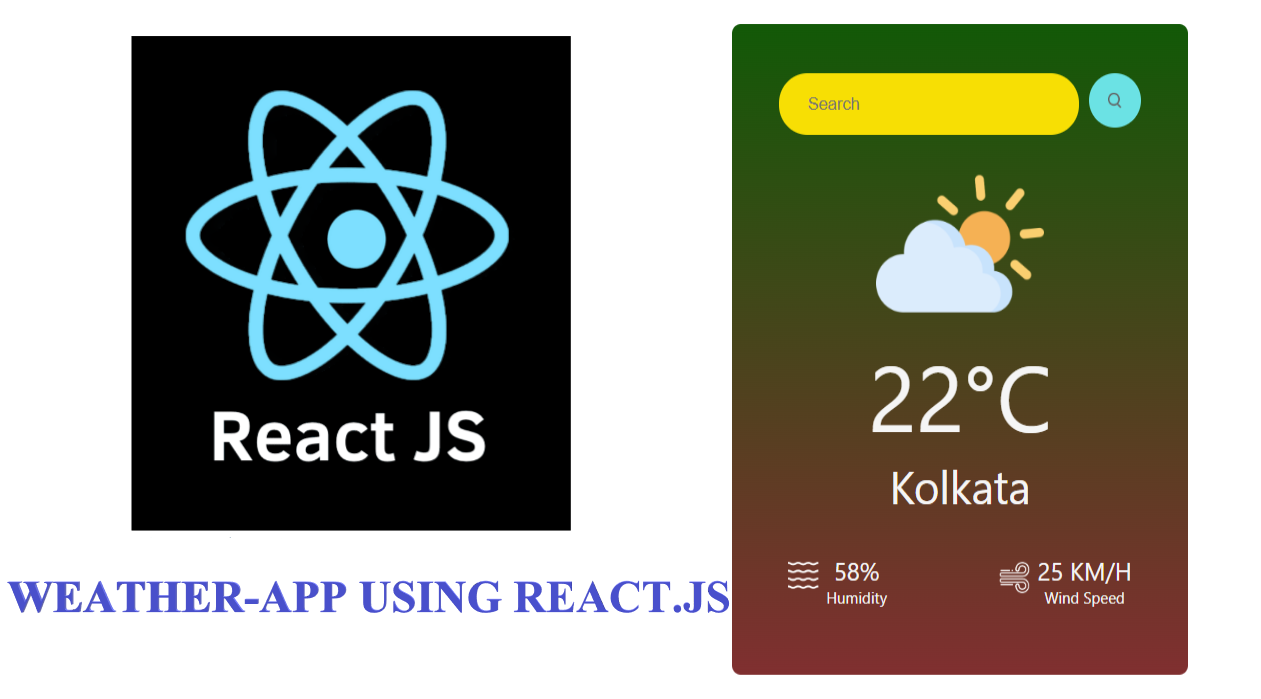 React JS
WEATHER-APP USING REACT.JS
Search
22°C
Kolkata
58%
Humidity
25 KM/H
Wind Speed